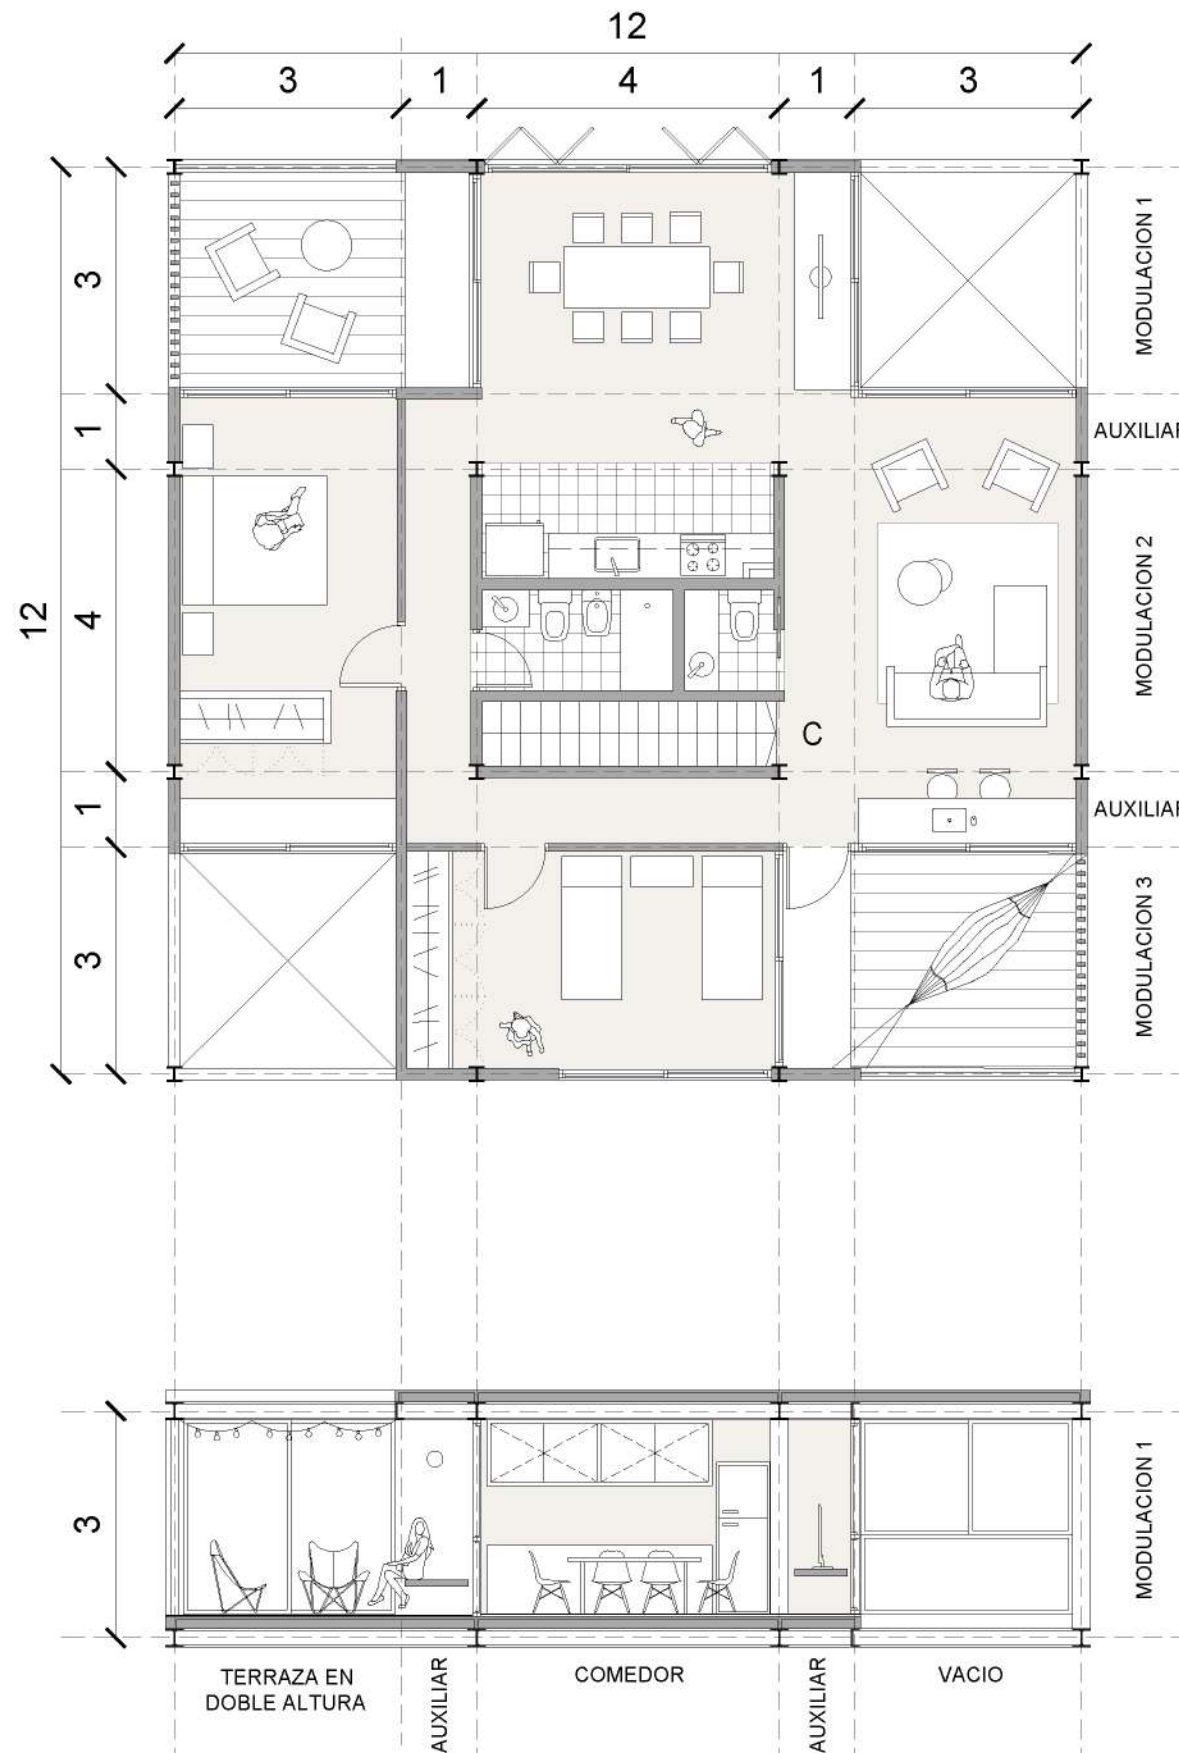 12
3 1 4 1 3
MODULACION 1
3
1
AUXILIAR
12
4
MODULACION 2
C
1
AUXILIAR
3
MODULACION 3
3
MODULACION 1
TERRAZA EN
DOBLE ALTURA
AUXILIAR
COMEDOR
AUXILIAR
VACIO